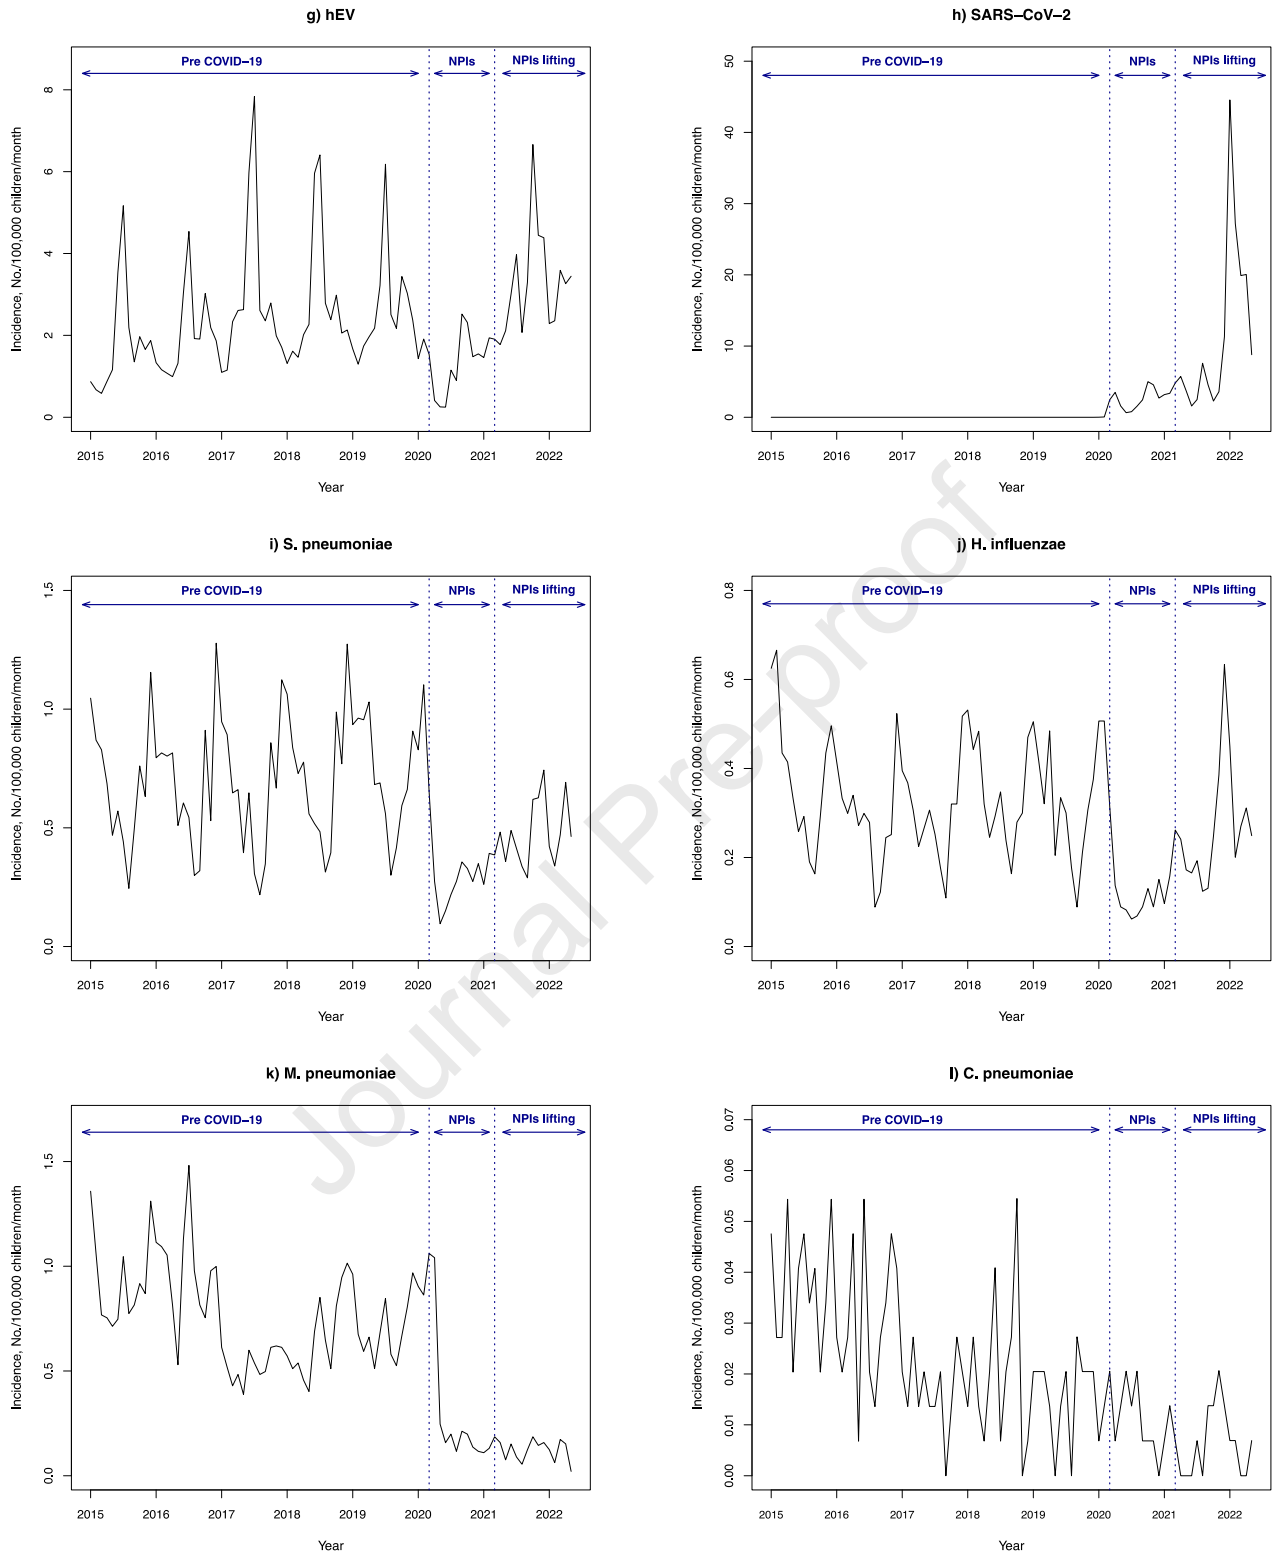 g) hEV
Pre COVID–19
NPIs
NPIs lifting
Incidence, No./100,000 children/month
0
2
4
6
8
2015 2016 2017 2018 2019 2020 2021 2022
Year
h) SARS–CoV–2
Pre COVID–19
NPIs
NPIs lifting
Incidence, No./100,000 children/month
0
10
20
30
40
50
2015 2016 2017 2018 2019 2020 2021 2022
Year
i) S. pneumoniae
Pre COVID–19
NPIs
NPIs lifting
Incidence, No./100,000 children/month
0.0
0.5
1.0
1.5
2015 2016 2017 2018 2019 2020 2021 2022
Year
j) H. influenzae
Pre COVID–19
NPIs
NPIs lifting
Incidence, No./100,000 children/month
0.0
0.2
0.4
0.6
0.8
2015 2016 2017 2018 2019 2020 2021 2022
Year
k) M. pneumoniae
Pre COVID–19
NPIs
NPIs lifting
Incidence, No./100,000 children/month
0.0
0.5
1.0
1.5
2015 2016 2017 2018 2019 2020 2021 2022
Year
l) C. pneumoniae
Pre COVID–19
NPIs
NPIs lifting
Incidence, No./100,000 children/month
0.00
0.01
0.02
0.03
0.04
0.05
0.06
0.07
2015 2016 2017 2018 2019 2020 2021 2022
Year
Journal Pre-proof